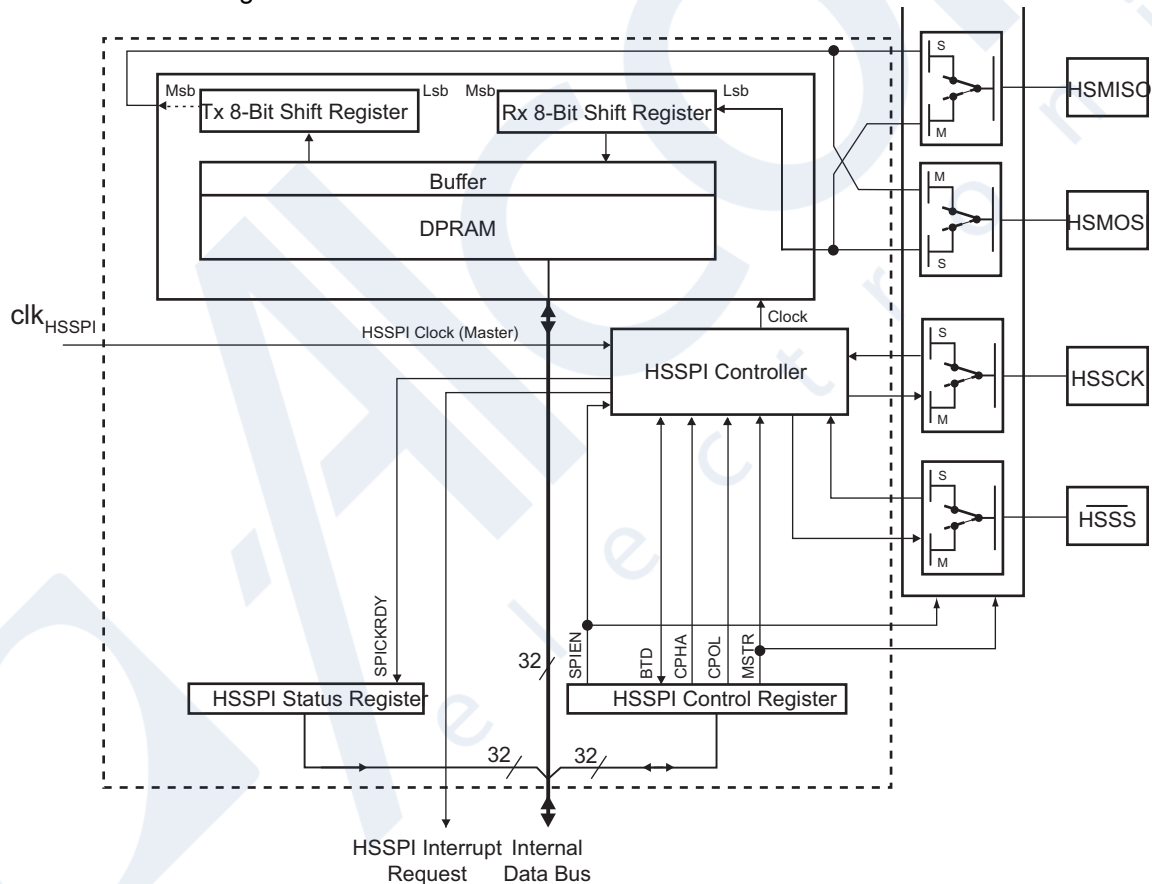 S
HSMISO
M
Msb
Lsb
Msb
Lsb
Tx 8-Bit Shift Register
Rx 8-Bit Shift Register
Buffer
DPRAM
M
HSMOS
S
clkHSSPI
HSSPI Clock (Master)
Clock
HSSPI Controller
S
HSSCK
M
S
HSSS
M
SPICKRDY
32
SPIEN
BTD
CPHA
CPOL
MSTR
HSSPI Status Register
HSSPI Control Register
32
32
HSSPI Interrupt
Request
Internal
Data Bus